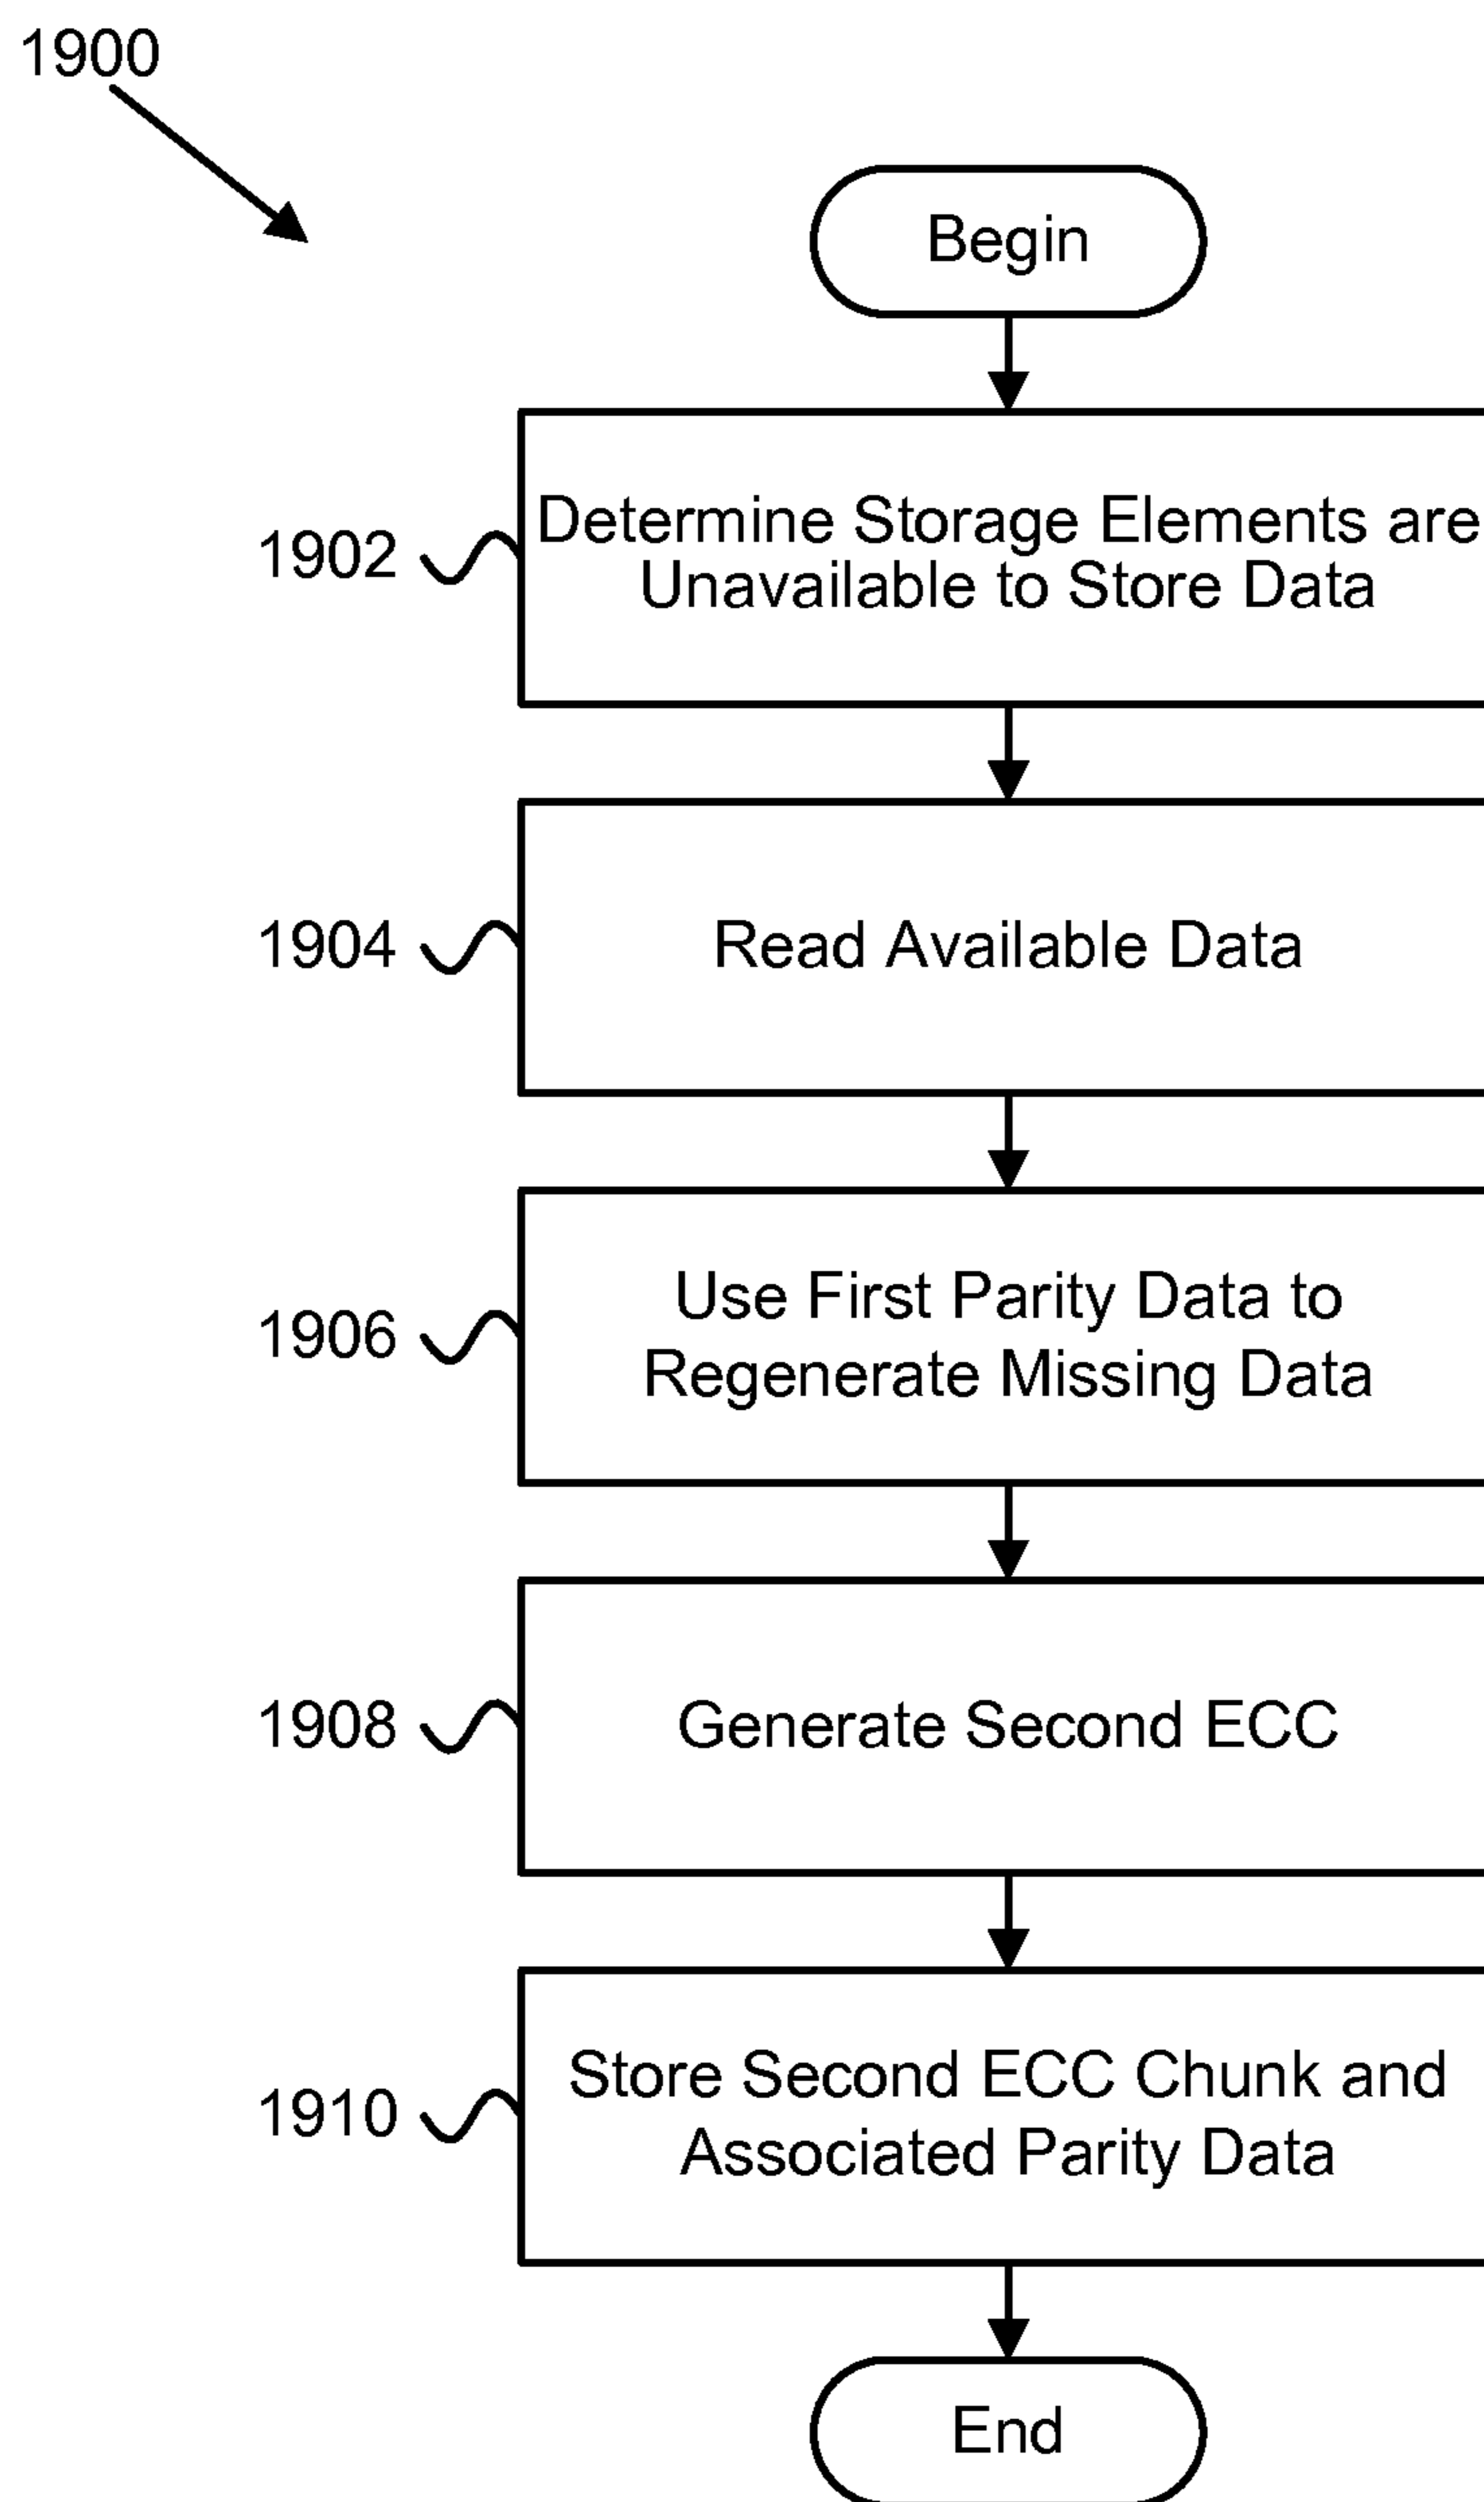 1900
Begin
1902
Determine Storage Elements are
Unavailable to Store Data
1904
Read Available Data
1906
Use First Parity Data to
Regenerate Missing Data
1908
Generate Second ECC
1910
Store Second ECC Chunk and
Associated Parity Data
End